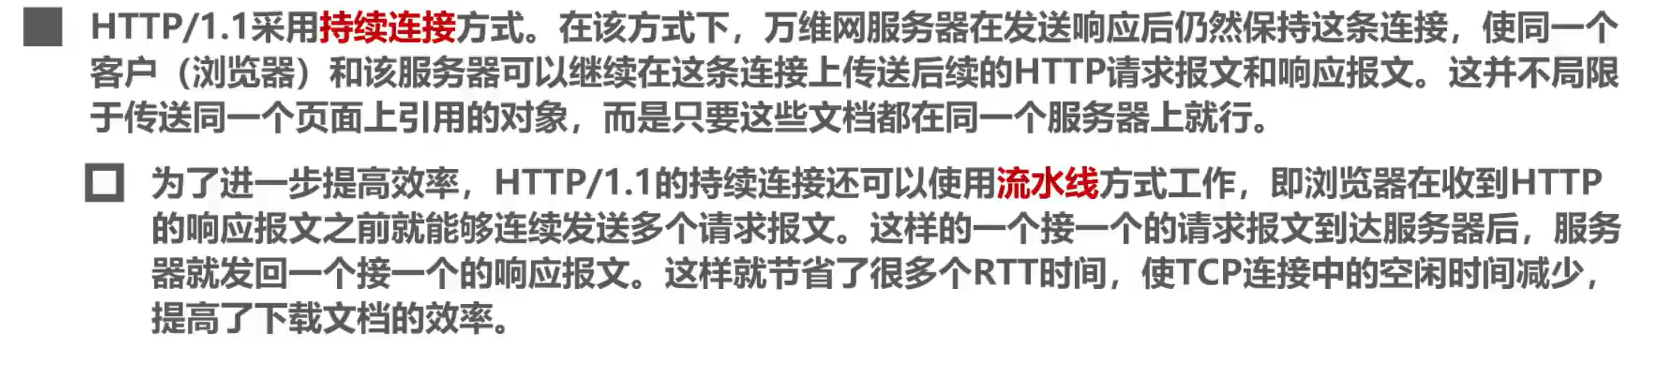 HTTP/1.1采用持续连接方式。在该方式下，万维网服务器在发送响应后仍然保持这条连接，使同一个
客户（浏览器）和该服务器可以继续在这条连接上传送后续的HTTP请求报文和响应报文。这并不局限
于传送同一个页面上引用的对象，而是只要这些文档都在同一个服务器上就行。
为了进一步提高效率，HTTP/1.1的持续连接还可以使用流水线方式工作，即浏览器在收到HTTP
的响应报文之前就能够连续发送多个请求报文。这样的一个接一个的请求报文到达服务器后，服务
器就发回一个接一个的响应报文。这样就节省了很多个RTT时间，使TCP连接中的空闲时间减少，
提高了下载文档的效率。